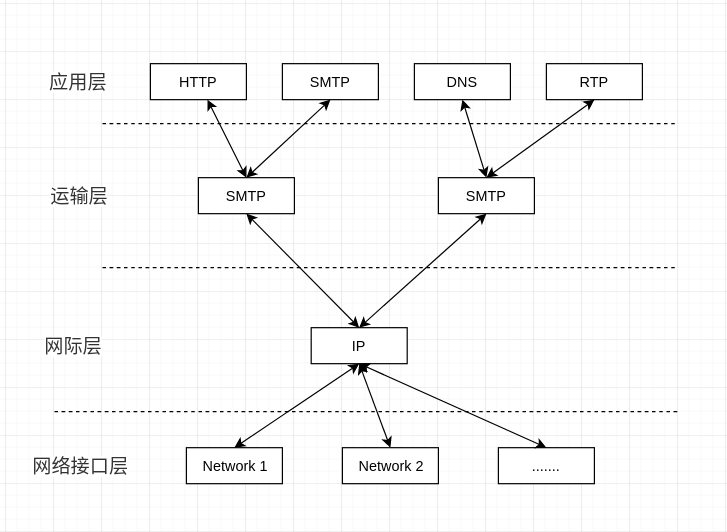 应用层 HTTP SMTP DNS RTP
运输层 SMTP SMTP
网际层 IP
网络接口层 Network 1 Network 2 .......